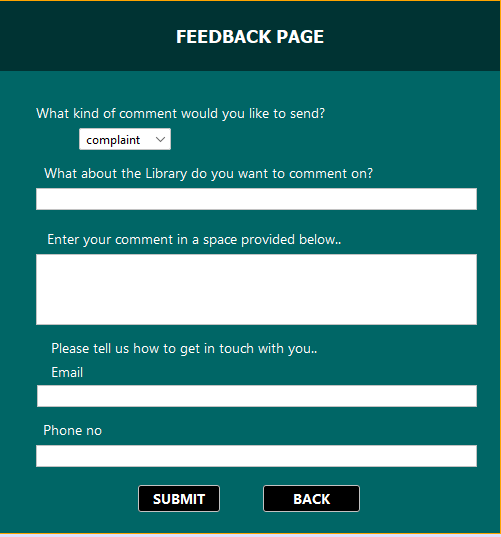 FEEDBACK PAGE
What kind of comment would you like to send?
complaint
What about the Library do you want to comment on?
Enter your comment in a space provided below..
Please tell us how to get in touch with you..
Email
Phone no
SUBMIT BACK